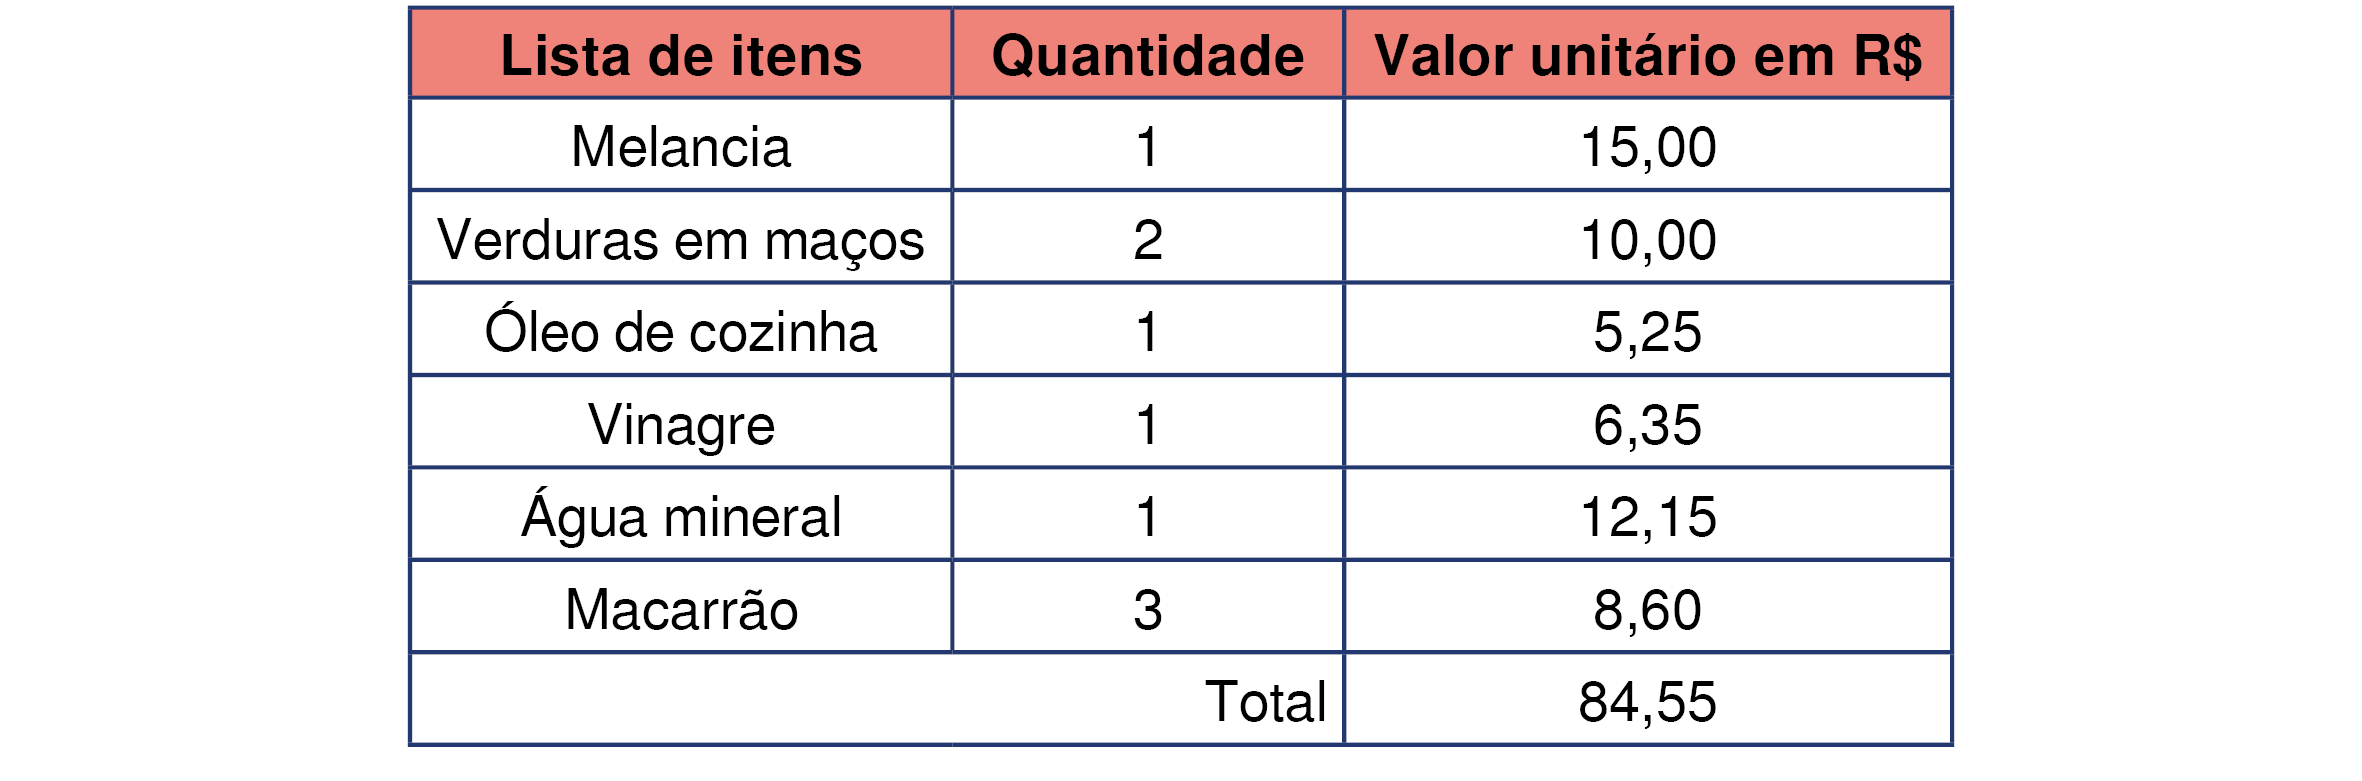 Lista de itens Quantidade Valor unitário em R$
Melancia 1 15,00
Verduras em maços 2 10,00
Óleo de cozinha 1 5,25
Vinagre 1 6,35
Água mineral 1 12,15
Macarrão 3 8,60
Total 84,55